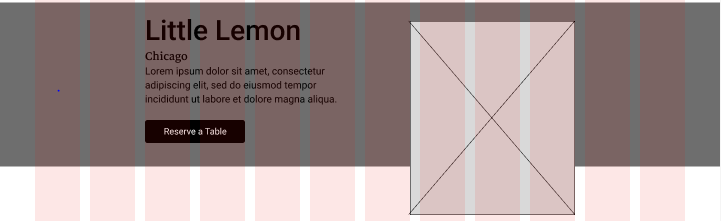 Little Lemon
Chicago
Lorem ipsum dolor sit amet, consectetur
adipiscing elit, sed do eiusmod tempor
incididunt ut labore et dolore magna aliqua.
Reserve a Table